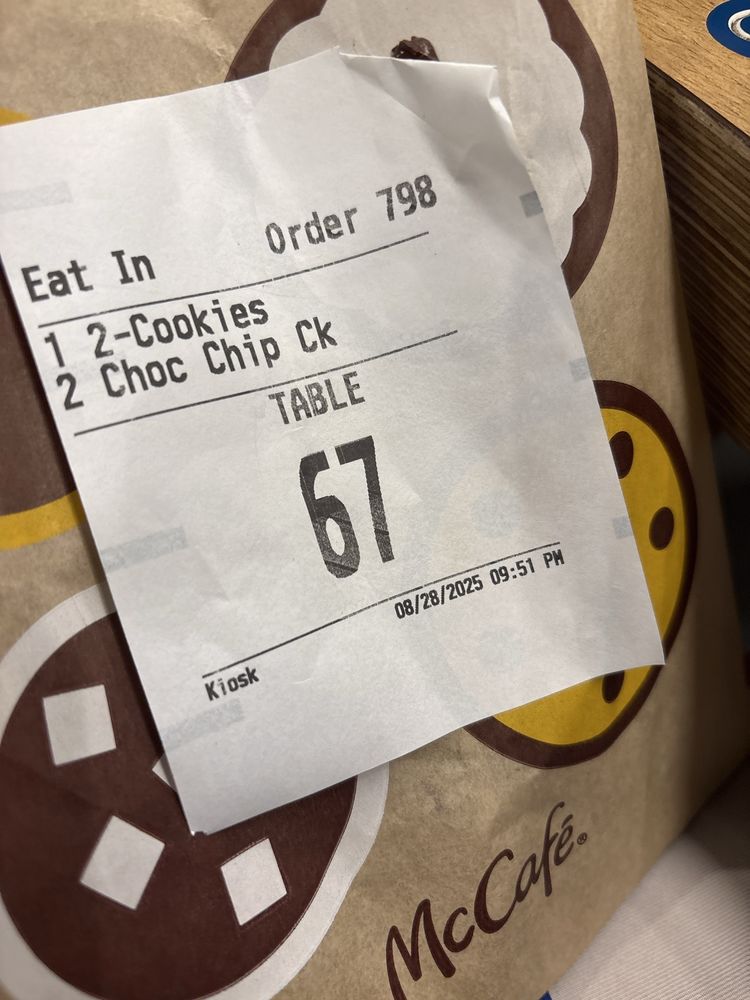 Order 798
Eat In
1 2-Cookies
2 Choc Chip Ck
TABLE
67
08/28/2025 09:51 PM
Kiosk
McCafé®